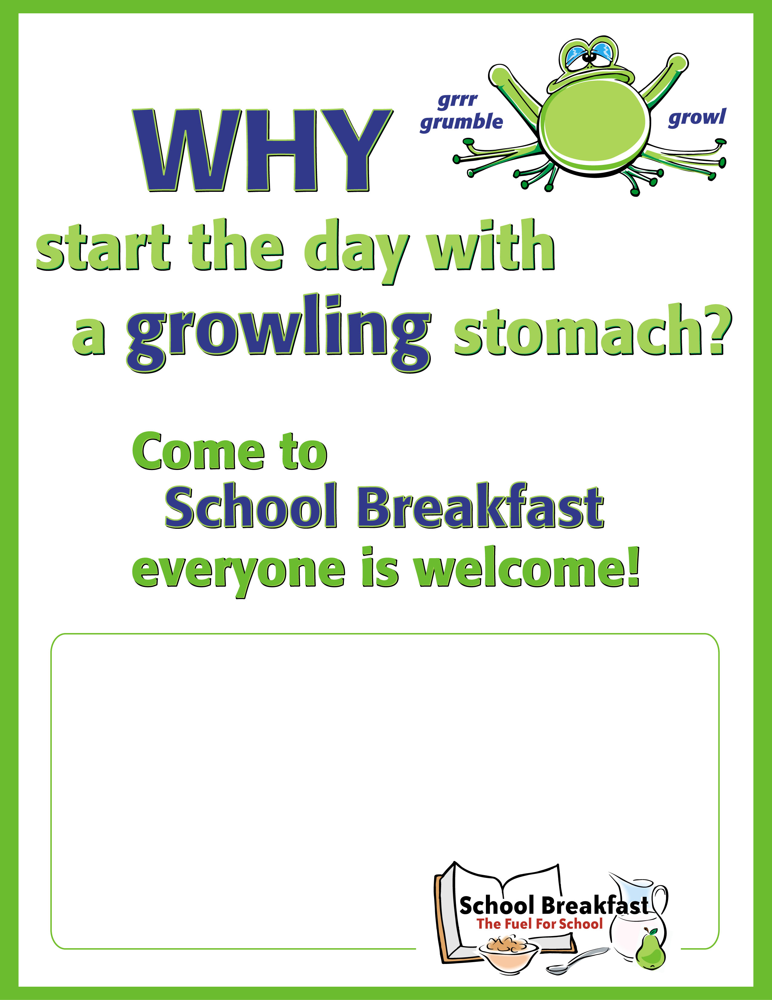 grrr
grumble
growl
WHY
start the day with
a growling stomach?
Come to
School Breakfast
everyone is welcome!
School Breakfast
The Fuel For School